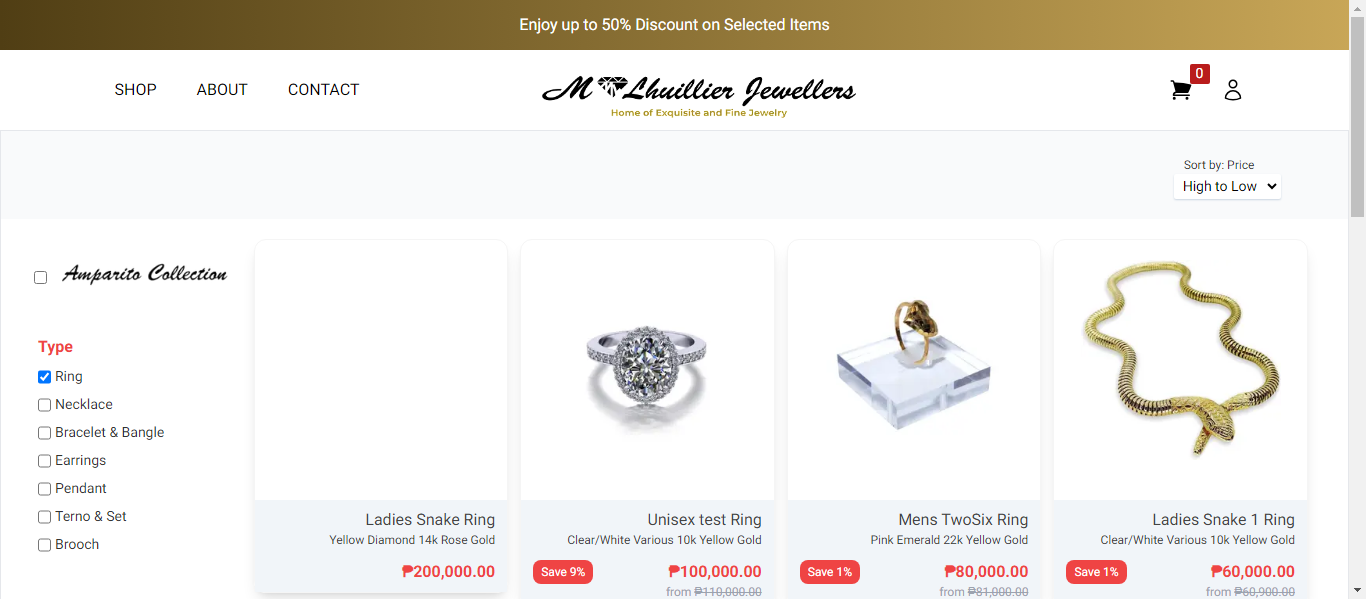 Enjoy up to 50% Discount on Selected Items
SHOP ABOUT CONTACT
M Lhuillier Jewellers
Home of Exquisite and Fine Jewelry
0
Sort by: Price
High to Low
Amparito Collection
Type
Ring
Necklace
Bracelet & Bangle
Earrings
Pendant
Terno & Set
Brooch
Ladies Snake Ring
Yellow Diamond 14k Rose Gold
₱200,000.00
Unisex test Ring
Clear/White Various 10k Yellow Gold
Save 9% ₱100,000.00
from ₱110,000.00
Mens TwoSix Ring
Pink Emerald 22k Yellow Gold
Save 1% ₱80,000.00
from ₱81,000.00
Ladies Snake 1 Ring
Clear/White Various 10k Yellow Gold
Save 1% ₱60,000.00
from ₱60,900.00